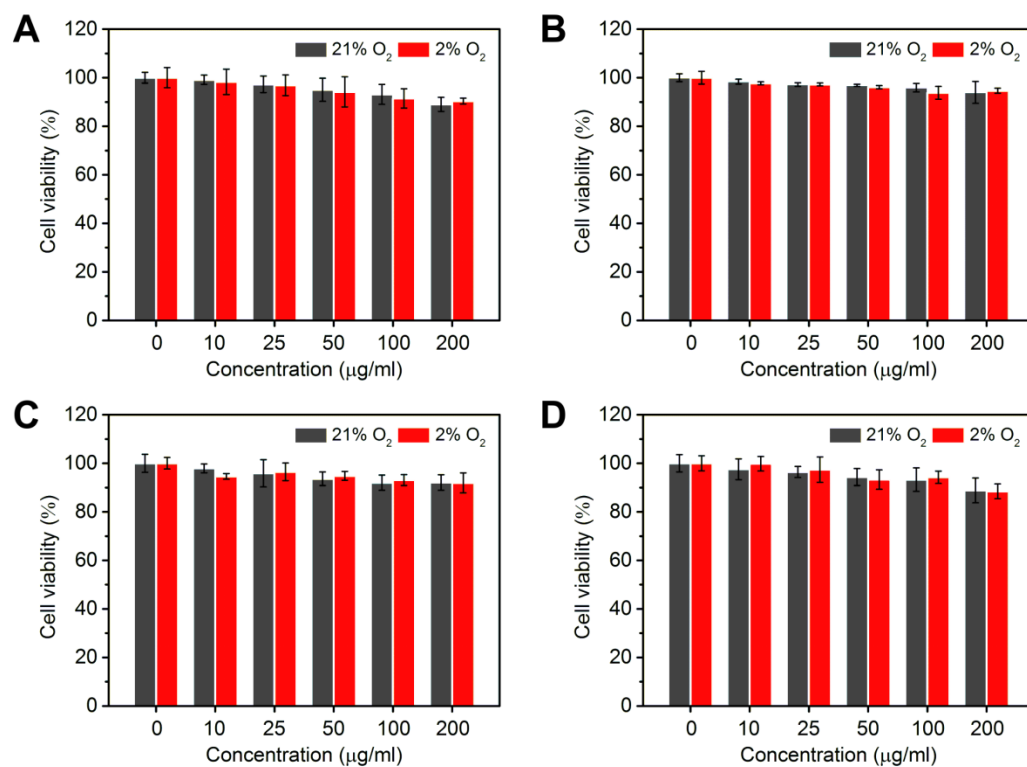 A
B
120
100
80
60
40
20
0
Cell viability (%)
21% O₂
2% O₂
0 10 25 50 100 200
Concentration (μg/ml)
120
100
80
60
40
20
0
Cell viability (%)
21% O₂
2% O₂
0 10 25 50 100 200
Concentration (μg/ml)
C
D
120
100
80
60
40
20
0
Cell viability (%)
21% O₂
2% O₂
0 10 25 50 100 200
Concentration (μg/ml)
120
100
80
60
40
20
0
Cell viability (%)
21% O₂
2% O₂
0 10 25 50 100 200
Concentration (μg/ml)